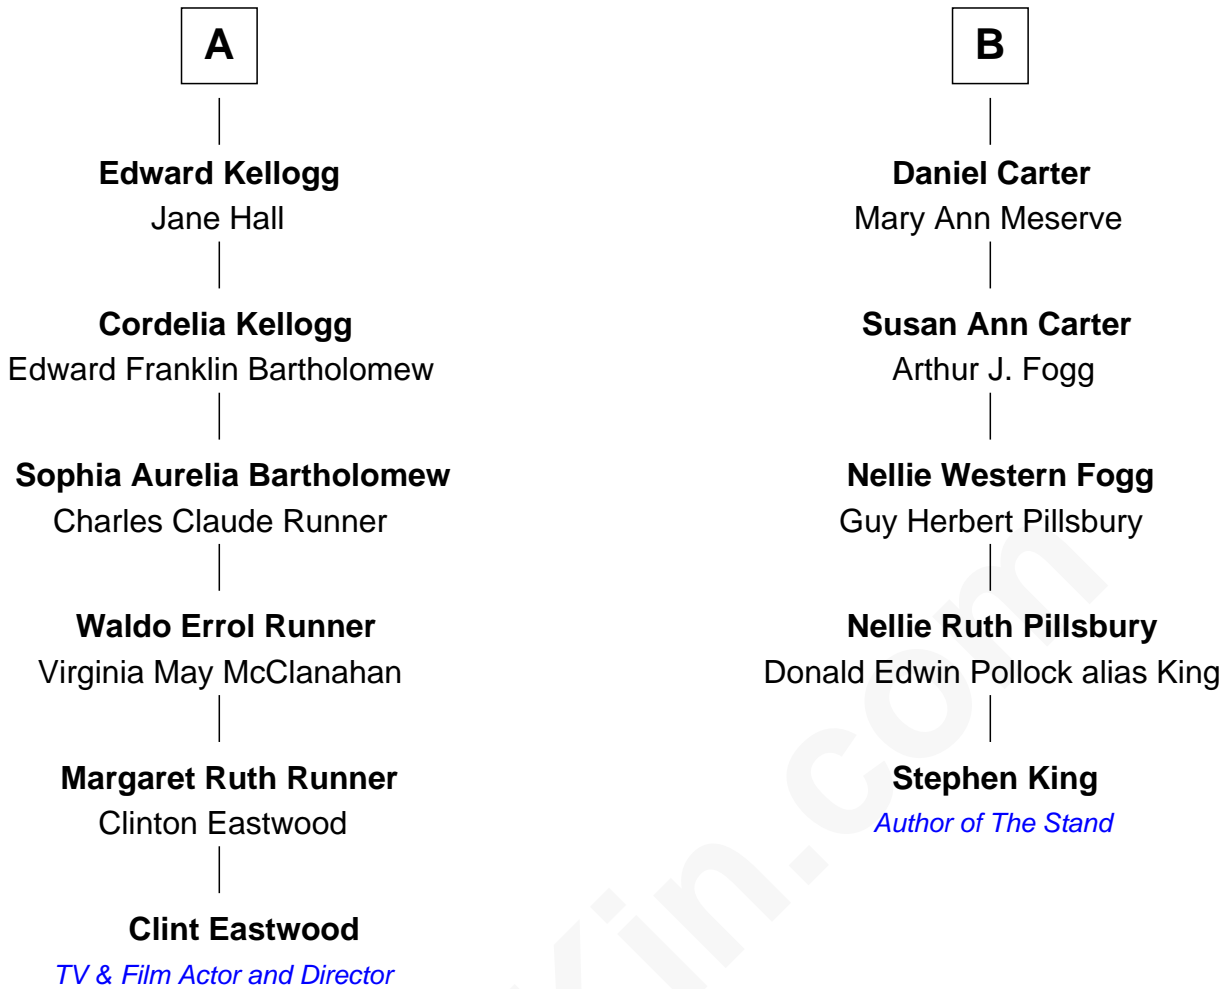 A
Edward Kellogg
Jane Hall
Cordelia Kellogg
Edward Franklin Bartholomew
Sophia Aurelia Bartholomew
Charles Claude Runner
Waldo Errol Runner
Virginia May McClanahan
Margaret Ruth Runner
Clinton Eastwood
Clint Eastwood
TV & Film Actor and Director
B
Daniel Carter
Mary Ann Meserve
Susan Ann Carter
Arthur J. Fogg
Nellie Western Fogg
Guy Herbert Pillsbury
Nellie Ruth Pillsbury
Donald Edwin Pollock alias King
Stephen King
Author of The Stand
Kin.com